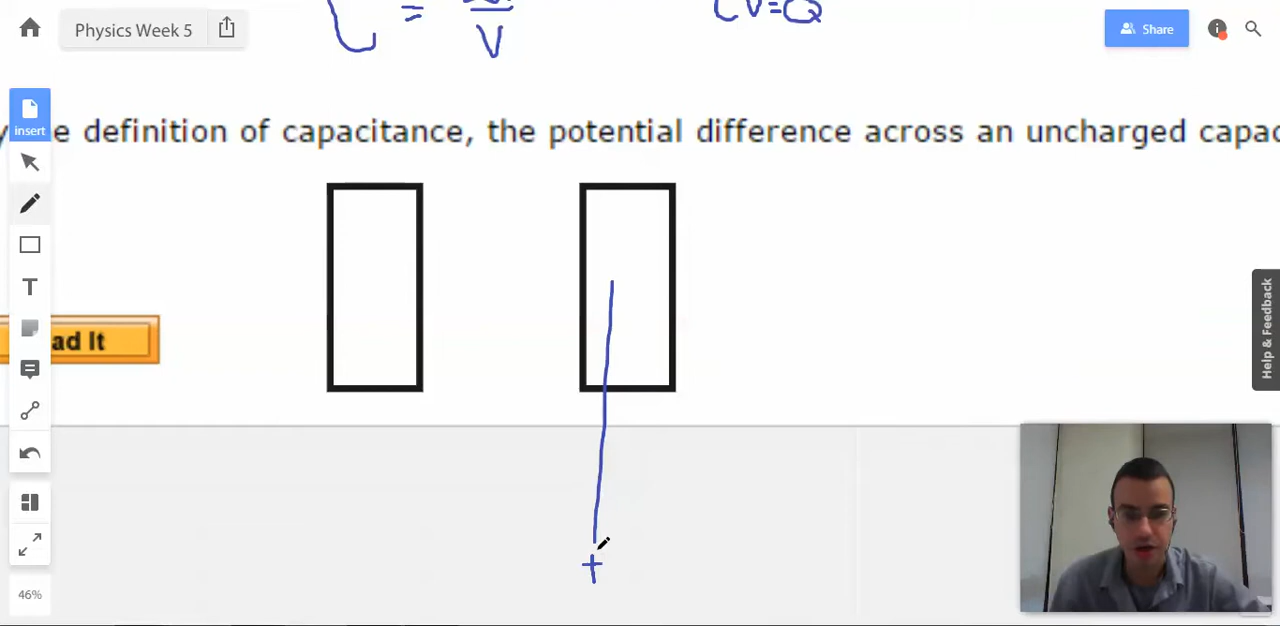 Physics Week 5
Share
C = V
CV=Q
insert
e definition of capacitance, the potential difference across an uncharged capac
T
ad It
Help & Feedback
+
46%